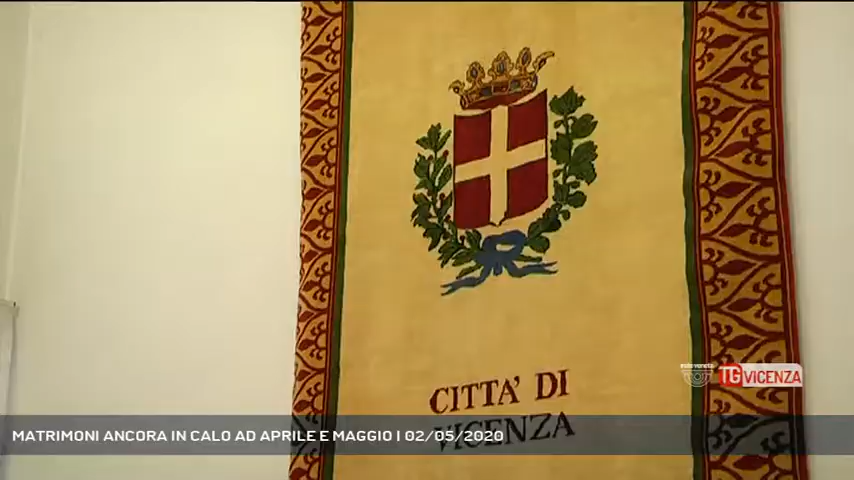 CITTA' DI
VICENZA
TG VICENZA
MATRIMONI ANCORA IN CALO AD APRILE E MAGGIO | 02/05/2020